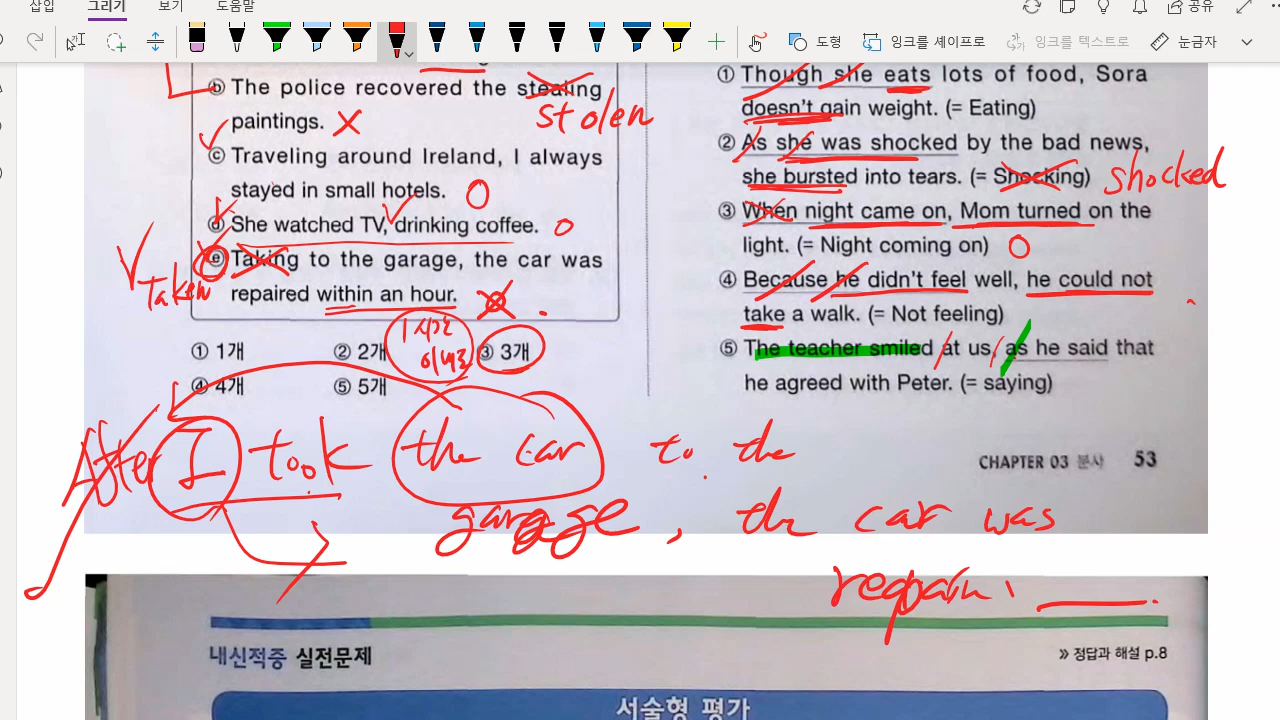 삽입 그리기 보기 도움말 공유
도형 잉크를 셰이프로 잉크를 텍스트로 눈금자
ⓑ The police recovered the stealing
stolen
paintings. X
ⓒ Traveling around Ireland, I always
stayed in small hotels. O
ⓓ She watched TV, drinking coffee. O
ⓔ Taking to the garage, the car was
Taken
repaired within an hour.
1시간
이내로
① 1개 ② 2개 ③ 3개
④ 4개 ⑤ 5개
After I took the car to the
garage, the car was
① Though she eats lots of food, Sora
doesn't gain weight. (= Eating)
② As she was shocked by the bad news,
she bursted into tears. (= Shocking) shocked
③ When night came on, Mom turned on the
light. (= Night coming on) O
④ Because he didn't feel well, he could not
take a walk. (= Not feeling)
⑤ The teacher smiled at us, as he said that
he agreed with Peter. (= saying)
CHAPTER 03 분사 53
내신적중 실전문제
» 정답과 해설 p.8
서술형 평가